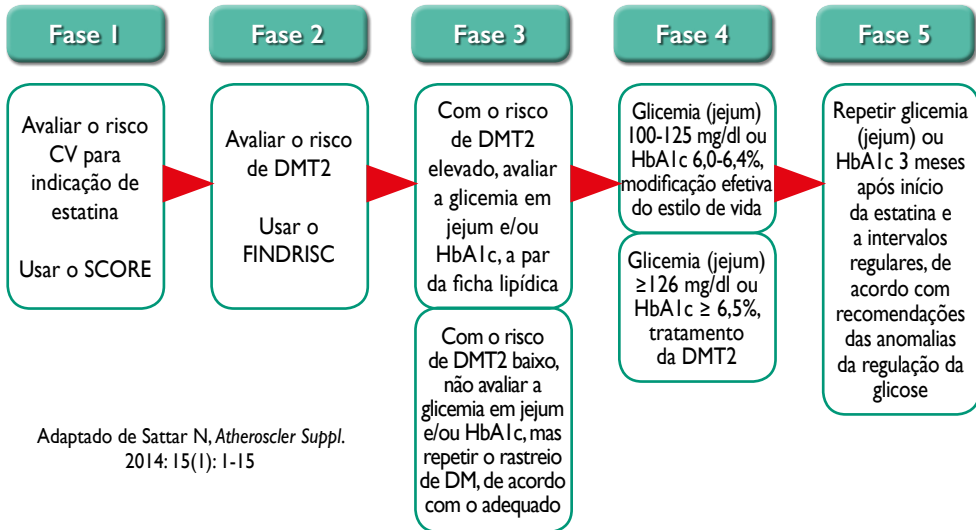 Fase 1
Avaliar o risco
CV para
indicação de
estatina
Usar o SCORE
Fase 2
Avaliar o risco
de DMT2
Usar o
FINDRISC
Fase 3
Com o risco
de DMT2
elevado, avaliar
a glicemia em
jejum e/ou
HbA1c, a par
da ficha lipídica
Com o risco
de DMT2 baixo,
não avaliar a
glicemia em jejum
e/ou HbA1c, mas
repetir o rastreio
de DM, de acordo
com o adequado
Fase 4
Glicemia (jejum)
100-125 mg/dl ou
HbA1c 6,0-6,4%,
modificação efetiva
do estilo de vida
Glicemia (jejum)
≥126 mg/dl ou
HbA1c ≥ 6,5%,
tratamento
da DMT2
Fase 5
Repetir glicemia
(jejum) ou
HbA1c 3 meses
após início
da estatina e
a intervalos
regulares, de
acordo com
recomendações
das anomalias
da regulação da
glicose
Adaptado de Sattar N, Atheroscler Suppl.
2014: 15(1): 1-15